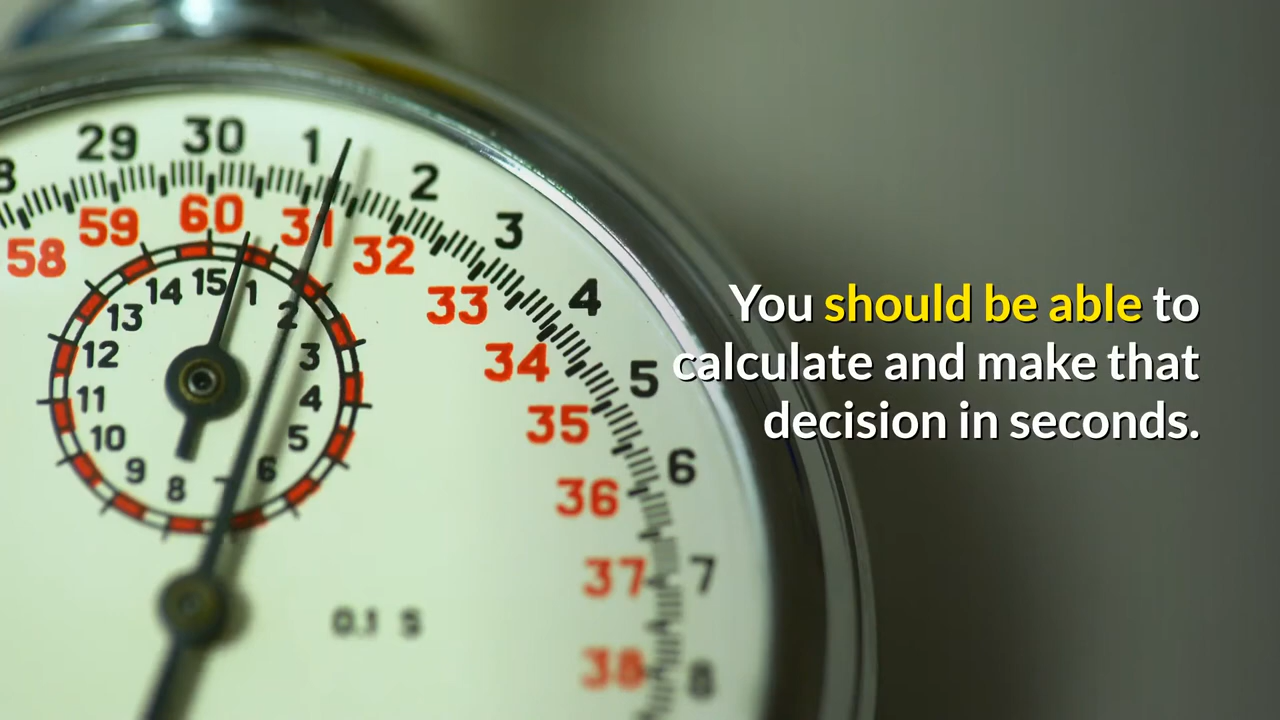 29 30 1 2 3 4 5 6 7 8
58 59 60 31 32 33 34 35 36 37 38
15 1 2 3 4 5 6 8 9 10 11 12 13 14
0.1 S
You should be able to
calculate and make that
decision in seconds.